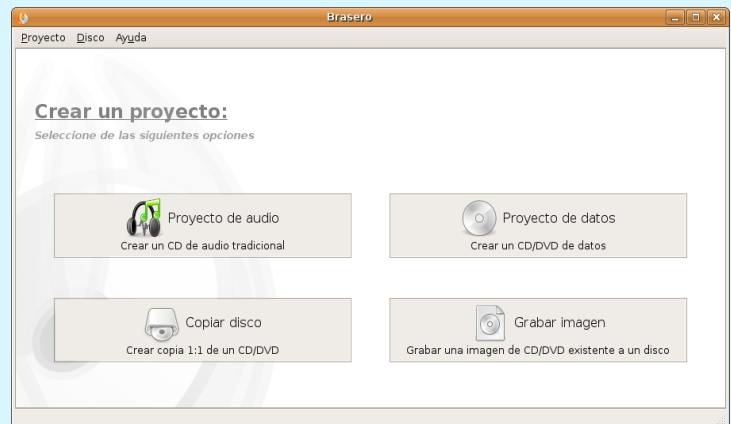 Brasero
Proyecto Disco Ayuda
Crear un proyecto:
Seleccione de las siguientes opciones
Proyecto de audio
Crear un CD de audio tradicional
Proyecto de datos
Crear un CD/DVD de datos
Copiar disco
Crear copia 1:1 de un CD/DVD
Grabar imagen
Grabar una imagen de CD/DVD existente a un disco